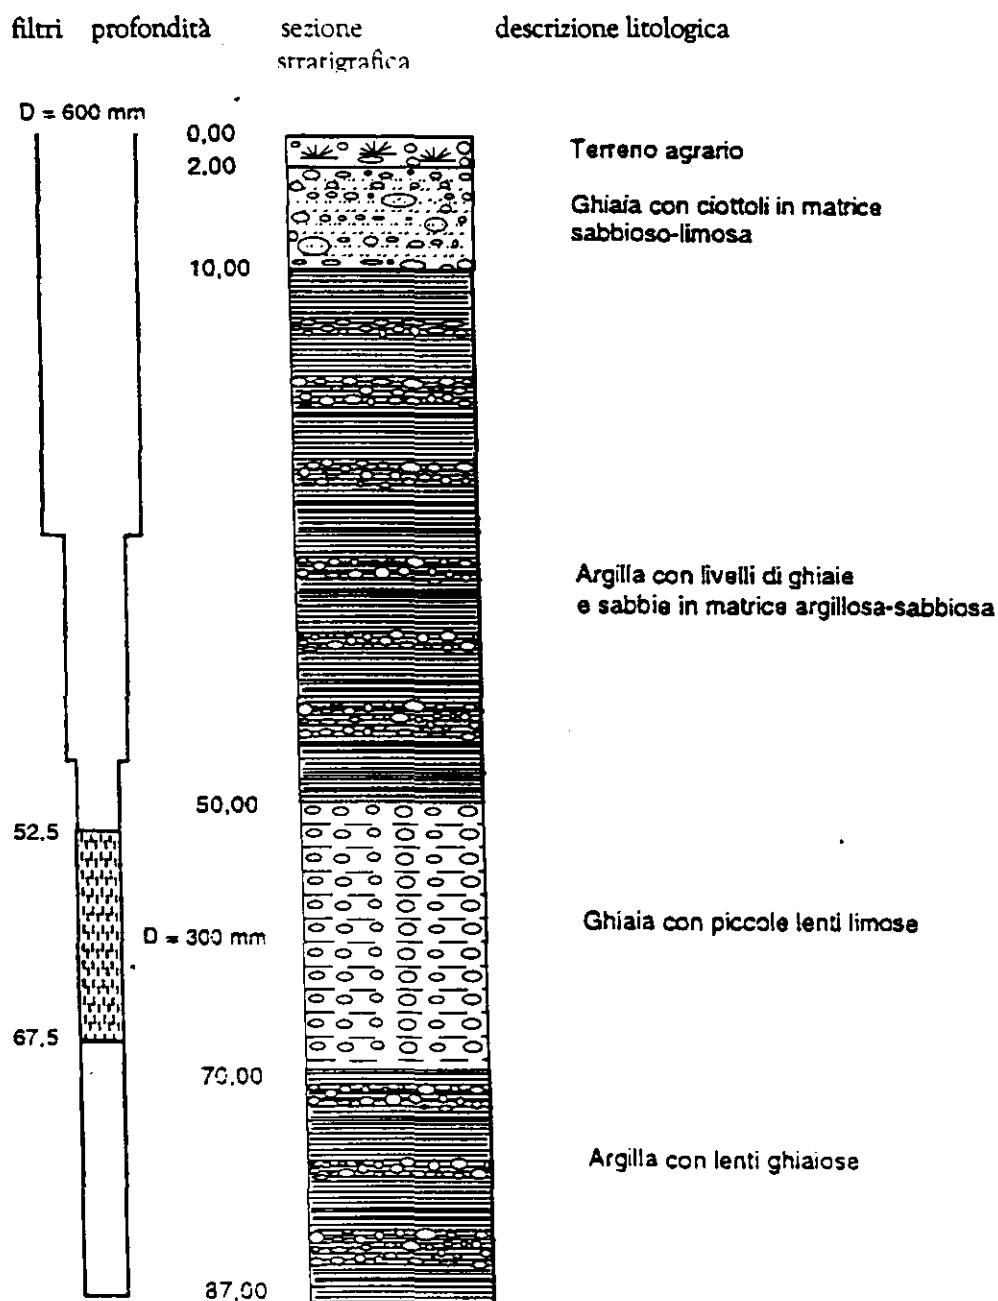 filtri profondità sezione descrizione litologica
stratigrafica
D = 600 mm
0,00
Terreno agrario
2.00
Ghiaia con ciottoli in matrice
sabbioso-limosa
10,00
Argilla con livelli di ghiaie
e sabbie in matrice argillosa-sabbiosa
50,00
52.5
Ghiaia con piccole lenti limose
D = 300 mm
67,5
70,00
Argilla con lenti ghiaiose
87,00